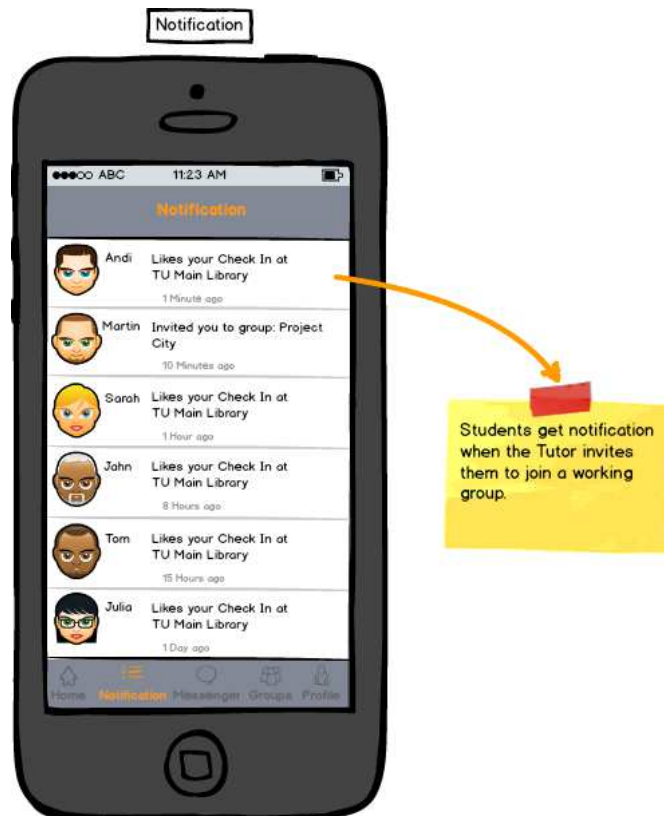 Notification
ABC 11:23 AM
Notification
Andi
Likes your Check In at
TU Main Library
1 Minute ago
Martin
Invited you to group: Project
City
10 Minutes ago
Sarah
Likes your Check In at
TU Main Library
1 Hour ago
Jahn
Likes your Check In at
TU Main Library
8 Hours ago
Tom
Likes your Check In at
TU Main Library
15 Hours ago
Julia
Likes your Check In at
TU Main Library
1 Day ago
Home Notification Messenger Groups Profile
Students get notification
when the Tutor invites
them to join a working
group.